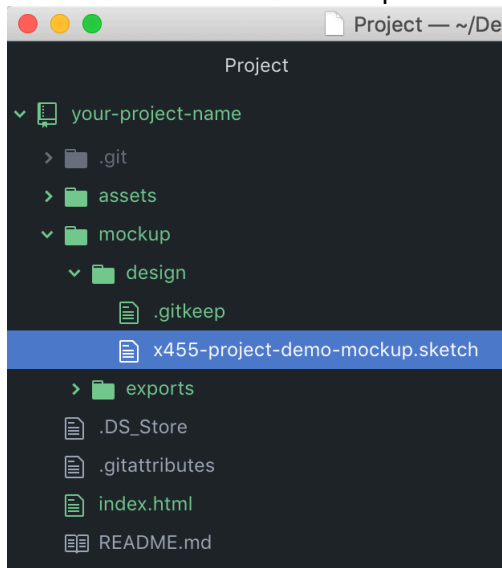 Project — ~/De
Project
your-project-name
.git
assets
mockup
design
.gitkeep
x455-project-demo-mockup.sketch
exports
.DS_Store
.gitattributes
index.html
README.md